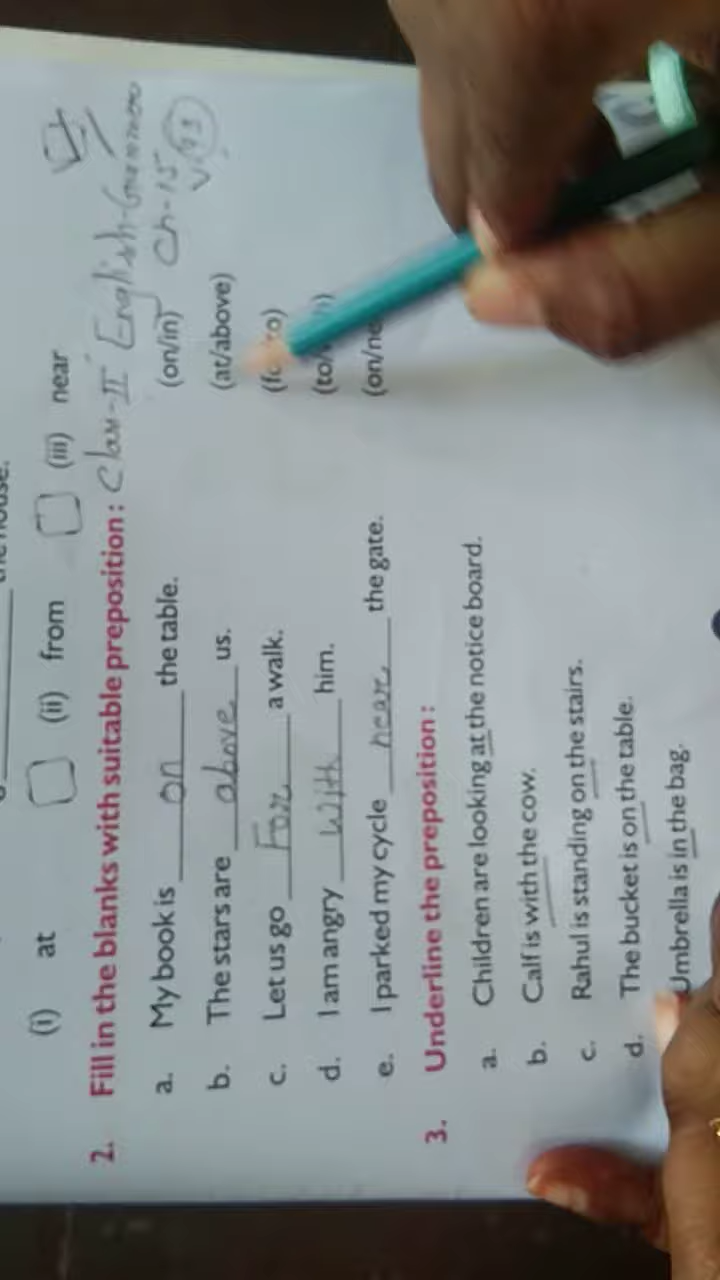 the house.
(i) at (ii) from (iii) near
2. Fill in the blanks with suitable preposition : Class-II English Grammar
Ch-15
a. My book is on the table. (on/in)
b. The stars are above us. (at/above)
c. Let us go For a walk.
d. I am angry with him.
e. I parked my cycle near the gate.
3. Underline the preposition :
a. Children are looking at the notice board.
b. Calf is with the cow.
c. Rahul is standing on the stairs.
d. The bucket is on the table.
Umbrella is in the bag.